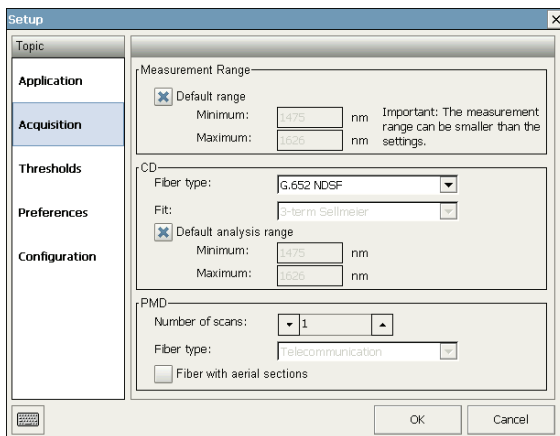 Setup
Topic
Application
Acquisition
Thresholds
Preferences
Configuration
Measurement Range
Default range
Minimum: 1475 nm
Maximum: 1626 nm
Important: The measurement
range can be smaller than the
settings.
CD
Fiber type: G.652 NDSF
Fit: 3-term Sellmeier
Default analysis range
Minimum: 1475 nm
Maximum: 1626 nm
PMD
Number of scans: 1
Fiber type: Telecommunication
Fiber with aerial sections
OK Cancel